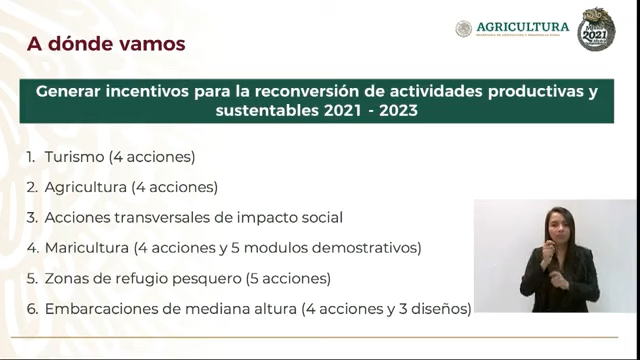 A dónde vamos
AGRICULTURA
2021
Generar incentivos para la reconversión de actividades productivas y
sustentables 2021 - 2023
1. Turismo (4 acciones)
2. Agricultura (4 acciones)
3. Acciones transversales de impacto social
4. Maricultura (4 acciones y 5 modulos demostrativos)
5. Zonas de refugio pesquero (5 acciones)
6. Embarcaciones de mediana altura (4 acciones y 3 diseños)